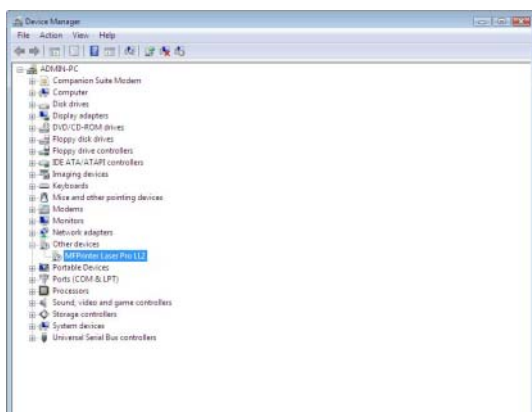 Device Manager
File Action View Help
ADMIN-PC
Companion Suite Modem
Computer
Disk drives
Display adapters
DVD/CD-ROM drives
Floppy disk drives
Floppy drive controllers
IDE ATA/ATAPI controllers
Imaging devices
Keyboards
Mice and other pointing devices
Modems
Monitors
Network adapters
Other devices
MFPrinter Laser Pro LL2
Portable Devices
Ports (COM & LPT)
Processors
Sound, video and game controllers
Storage controllers
System devices
Universal Serial Bus controllers